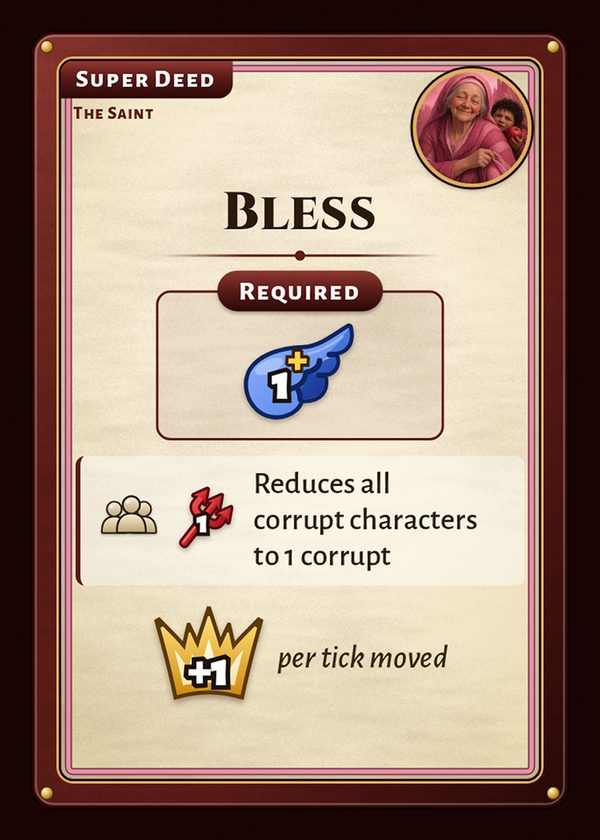 Super Deed
The Saint
Bless
Required
1+
1
Reduces all
corrupt characters
to 1 corrupt
+1
per tick moved